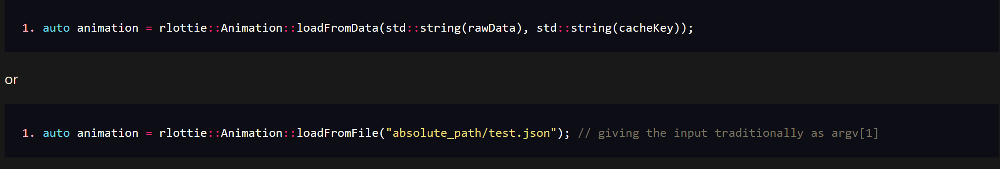 1. auto animation = rlottie::Animation::loadFromData(std::string(rawData), std::string(cacheKey));
or
1. auto animation = rlottie::Animation::loadFromFile("absolute_path/test.json"); // giving the input traditionally as argv[1]